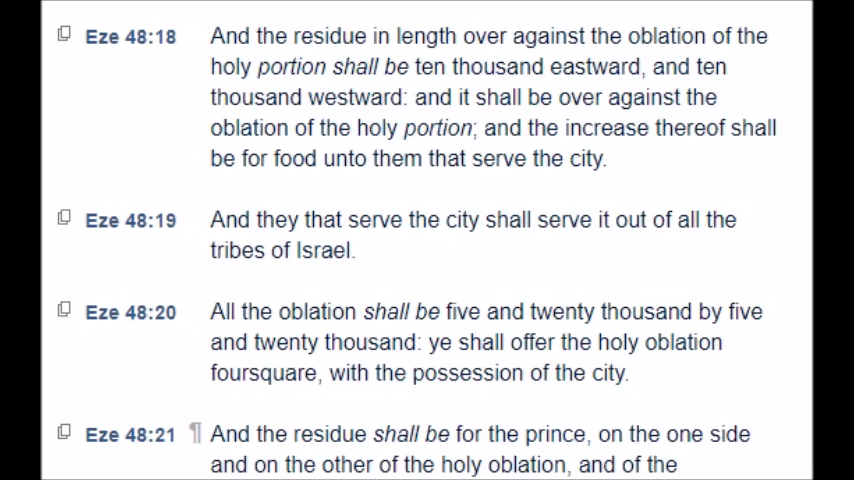 Eze 48:18 And the residue in length over against the oblation of the
holy portion shall be ten thousand eastward, and ten
thousand westward: and it shall be over against the
oblation of the holy portion; and the increase thereof shall
be for food unto them that serve the city.
Eze 48:19 And they that serve the city shall serve it out of all the
tribes of Israel.
Eze 48:20 All the oblation shall be five and twenty thousand by five
and twenty thousand: ye shall offer the holy oblation
foursquare, with the possession of the city.
Eze 48:21 ¶ And the residue shall be for the prince, on the one side
and on the other of the holy oblation, and of the